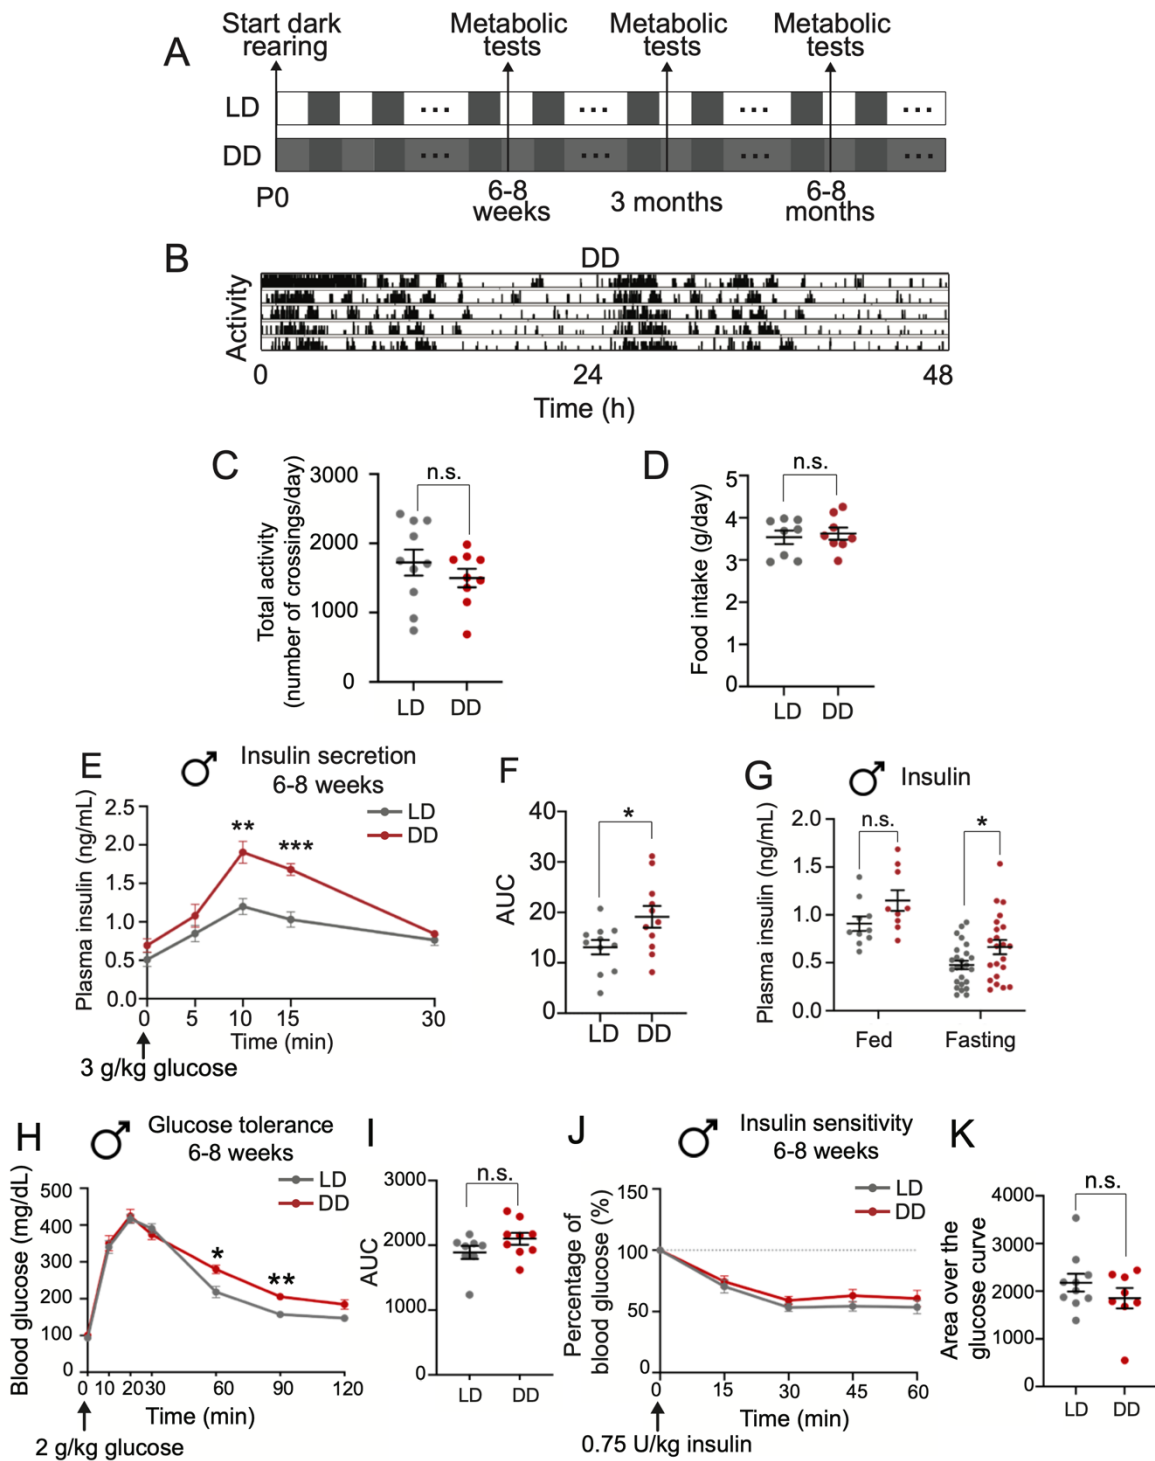 A
Start dark
rearing
Metabolic
tests
Metabolic
tests
Metabolic
tests
LD
...
...
...
...
DD
...
...
...
...
P0
6-8
weeks
3 months
6-8
months
B
DD
Activity
0
24
48
Time (h)
C
Total activity
(number of crossings/day)
3000
2000
1000
0
n.s.
LD
DD
D
Food intake (g/day)
5
4
3
2
1
0
n.s.
LD
DD
E
♂
Insulin secretion
6-8 weeks
Plasma insulin (ng/mL)
2.5
2.0
1.5
1.0
0.5
0.0
LD
DD
**
***
0
5
10
15
30
Time (min)
3 g/kg glucose
F
AUC
40
30
20
10
0
*
LD
DD
G
♂
Insulin
Plasma insulin (ng/mL)
2.0
1.5
1.0
0.5
0.0
n.s.
*
Fed
Fasting
H
♂
Glucose tolerance
6-8 weeks
Blood glucose (mg/dL)
500
400
300
200
100
0
LD
DD
*
**
0
10
20
30
60
90
120
Time (min)
2 g/kg glucose
I
AUC
3000
2000
1000
0
n.s.
LD
DD
J
♂
Insulin sensitivity
6-8 weeks
Percentage of
blood glucose (%)
150
100
50
0
LD
DD
0
15
30
45
60
Time (min)
0.75 U/kg insulin
K
Area over the
glucose curve
4000
3000
2000
1000
0
n.s.
LD
DD